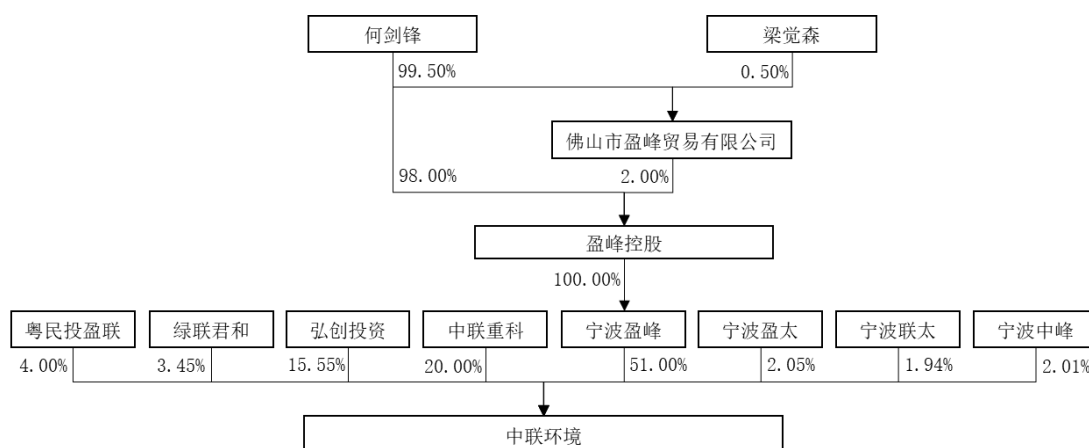 何剑锋
梁觉森
99.50%
0.50%
佛山市盈峰贸易有限公司
98.00%
2.00%
盈峰控股
100.00%
粤民投盈联
绿联君和
弘创投资
中联重科
宁波盈峰
宁波盈太
宁波联太
宁波中峰
4.00%
3.45%
15.55%
20.00%
51.00%
2.05%
1.94%
2.01%
中联环境